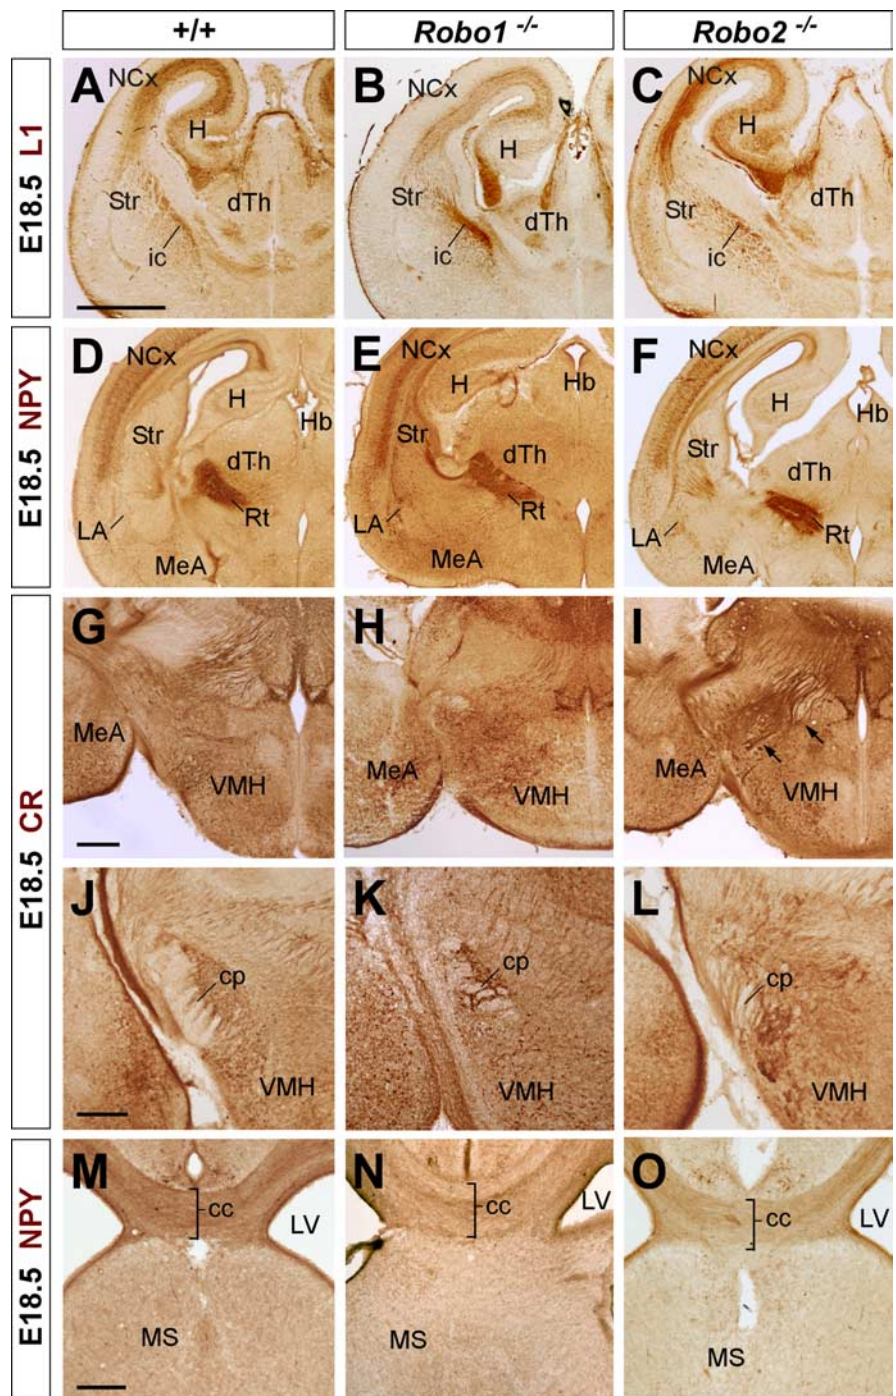 +/+ Robo1 -/- Robo2 -/-
E18.5 L1
A NCx H Str dTh ic
B NCx H Str dTh ic
C NCx H Str dTh ic
E18.5 NPY
D NCx H Hb Str dTh Rt LA MeA
E NCx H Hb Str dTh Rt LA MeA
F NCx H Hb Str dTh Rt LA MeA
E18.5 CR
G MeA VMH
H MeA VMH
I MeA VMH
J cp VMH
K cp VMH
L cp VMH
E18.5 NPY
M cc LV MS
N cc LV MS
O cc LV MS